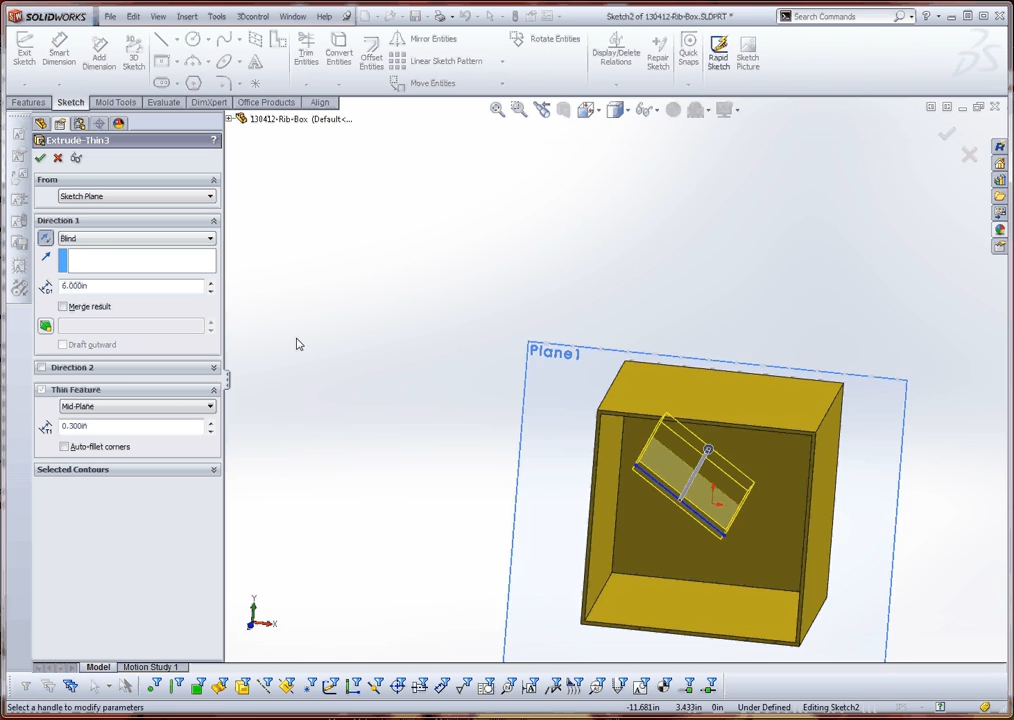 SOLIDWORKS File Edit View Insert Tools 3Dcontrol Window Help Sketch2 of 130412-Rib-Box.SLDPRT * Search Commands
Exit Sketch Smart Dimension Add Dimension 3D Sketch Trim Entities Convert Entities Offset Entities Mirror Entities Linear Sketch Pattern Move Entities Rotate Entities Display/Delete Relations Repair Sketch Quick Snaps Rapid Sketch Sketch Picture
Features Sketch Mold Tools Evaluate DimXpert Office Products Align
130412-Rib-Box (Default<...
Extrude-Thin3 ?
From
Sketch Plane
Direction 1
Blind
6.000in
Merge result
Draft outward
Direction 2
Thin Feature
Mid-Plane
0.300in
Auto-fillet corners
Selected Contours
Plane1
Y
X
Model Motion Study 1
Select a handle to modify parameters -11.681in 3.433in 0in Under Defined Editing Sketch2 IPS